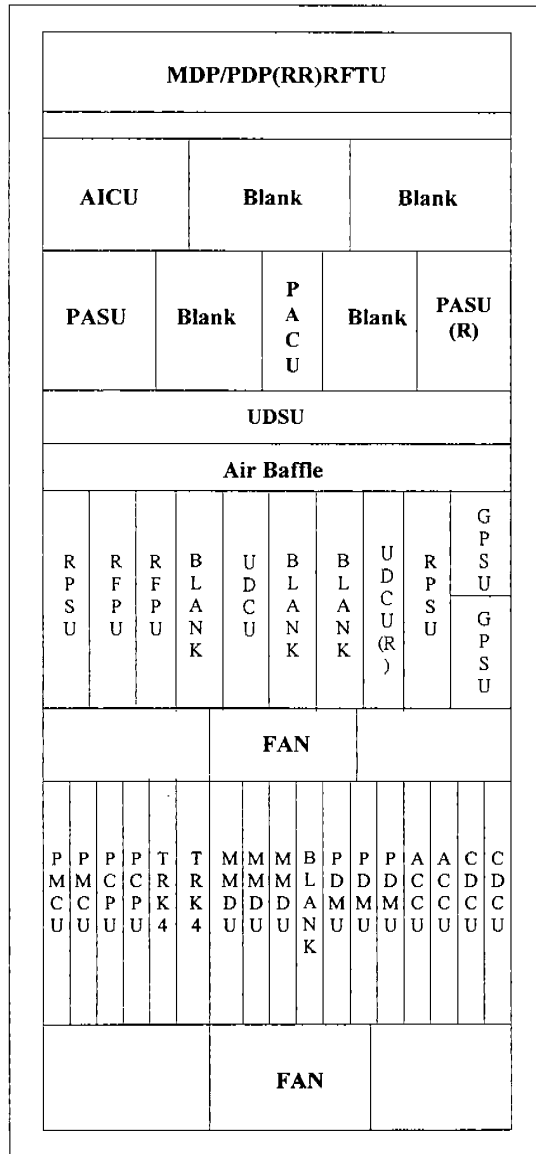 MDP/PDP(RR)RFTU
AICU Blank Blank
PASU Blank PACU Blank PASU (R)
UDSU
Air Baffle
RPSU RFPU RFPU BLANK UDCU BLANK BLANK UDCU(R) RPSU GPSU
GPSU
FAN
PMCU PMCU PCPU PCPU TRK4 TRK4 MMDU MMDU MMDU BLANK PDMU PDMU PDMU ACCU ACCU CDCU CDCU
FAN